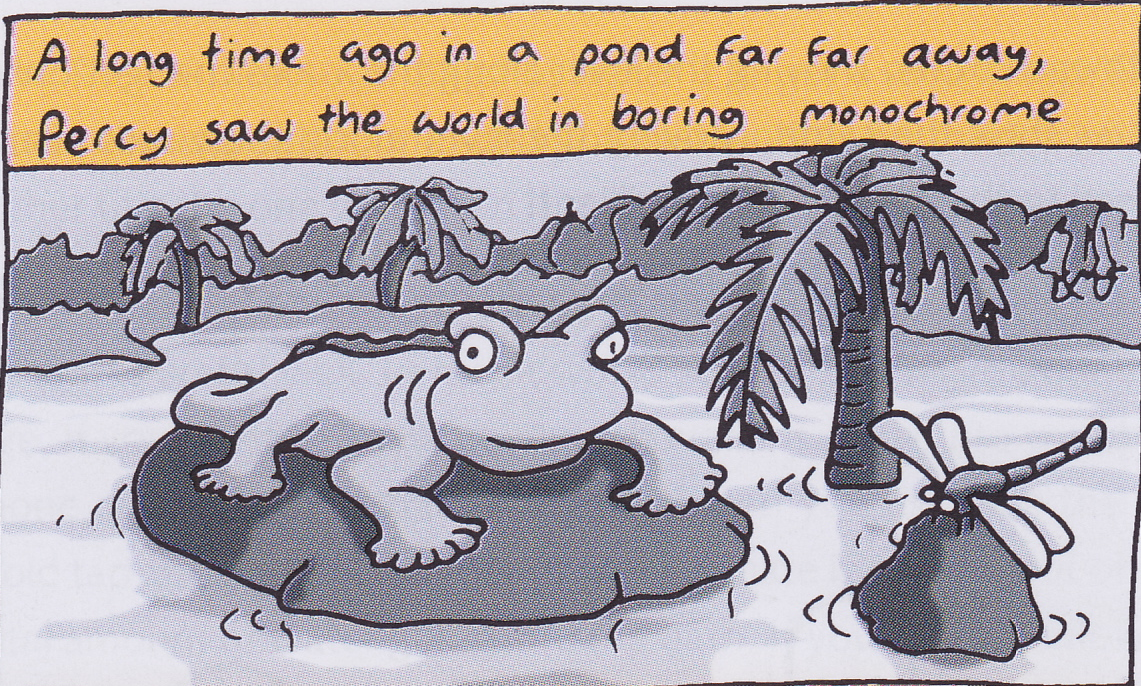 A long time ago in a pond far far away,
Percy saw the world in boring monochrome